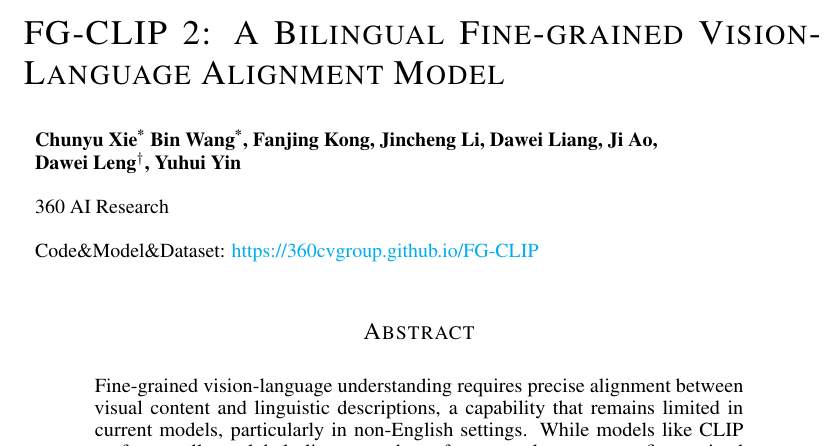 FG-CLIP 2: A BILINGUAL FINE-GRAINED VISION-
LANGUAGE ALIGNMENT MODEL
Chunyu Xie* Bin Wang*, Fanjing Kong, Jincheng Li, Dawei Liang, Ji Ao,
Dawei Leng†, Yuhui Yin
360 AI Research
Code&Model&Dataset: https://360cvgroup.github.io/FG-CLIP
ABSTRACT
Fine-grained vision-language understanding requires precise alignment between
visual content and linguistic descriptions, a capability that remains limited in
current models, particularly in non-English settings. While models like CLIP